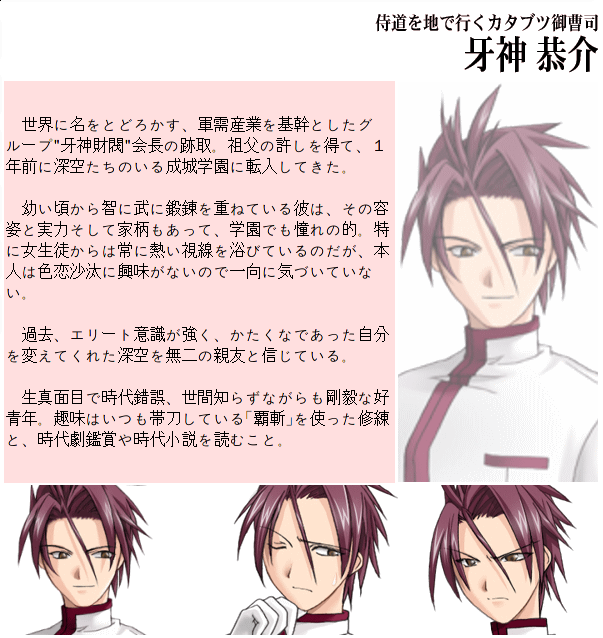 侍道を地で行くカタブツ御曹司
牙神 恭介
世界に名をとどろかす、軍需産業を基幹としたグ
ループ"牙神財閥"会長の跡取。祖父の許しを得て、１
年前に深空たちのいる成城学園に転入してきた。
幼い頃から智に武に鍛錬を重ねている彼は、その容
姿と実力そして家柄もあって、学園でも憧れの的。特
に女生徒からは常に熱い視線を浴びているのだが、本
人は色恋沙汰に興味がないので一向に気づいていな
い。
過去、エリート意識が強く、かたくなであった自分
を変えてくれた深空を無二の親友と信じている。
生真面目で時代錯誤、世間知らずながらも剛毅な好
青年。趣味はいつも帯刀している「覇斬」を使った修練
と、時代劇鑑賞や時代小説を読むこと。